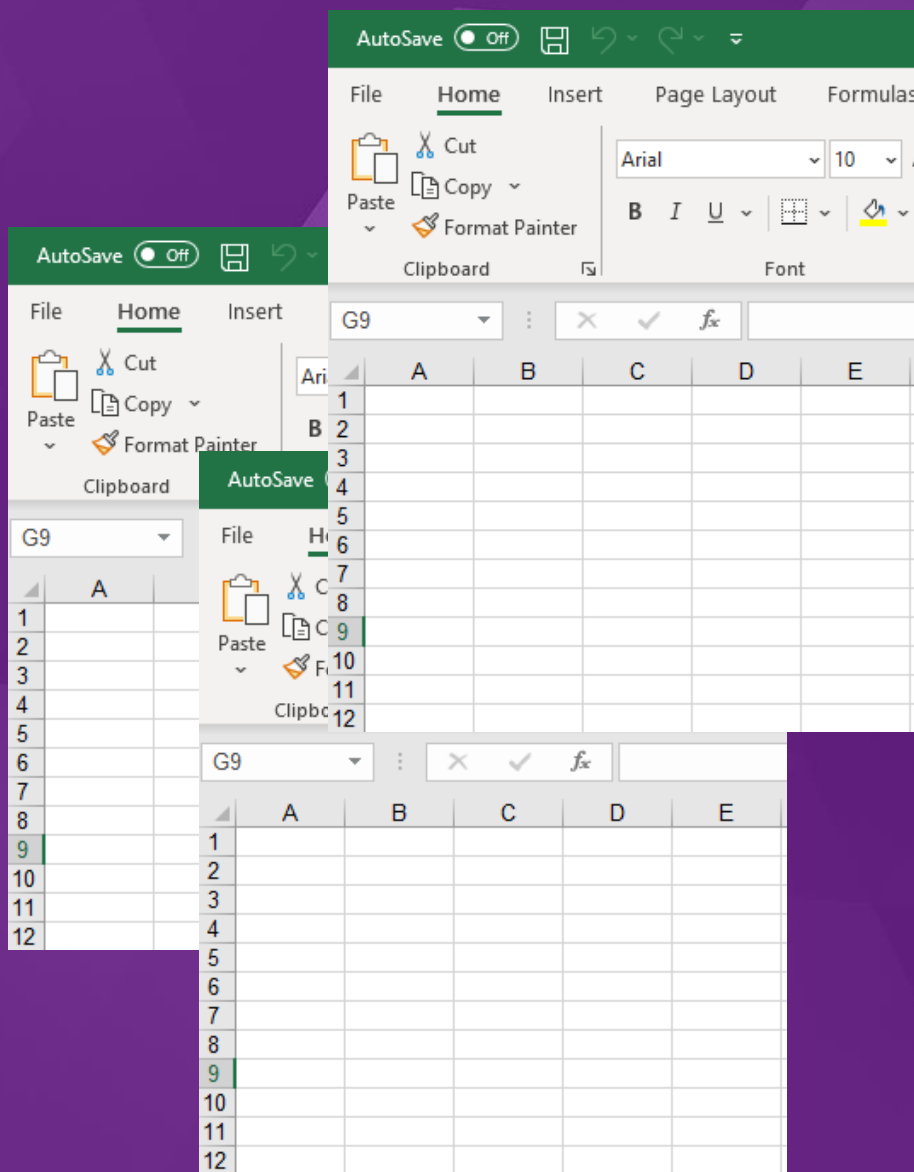 AutoSave Off
File Home Insert Page Layout Formulas
Cut
Copy
Paste
Format Painter
Clipboard
Arial 10
B I U
Font
G9 fx
A B C D E
1
2
3
4
5
6
7
8
9
10
11
12
AutoSave Off
File Home Insert
Cut
Copy
Paste
Format Painter
Clipboard
Ari
B
G9
A
1
2
3
4
5
6
7
8
9
10
11
12
AutoSave
File H
Paste
C
C
F
Clipbo
G9 fx
A B C D E
1
2
3
4
5
6
7
8
9
10
11
12